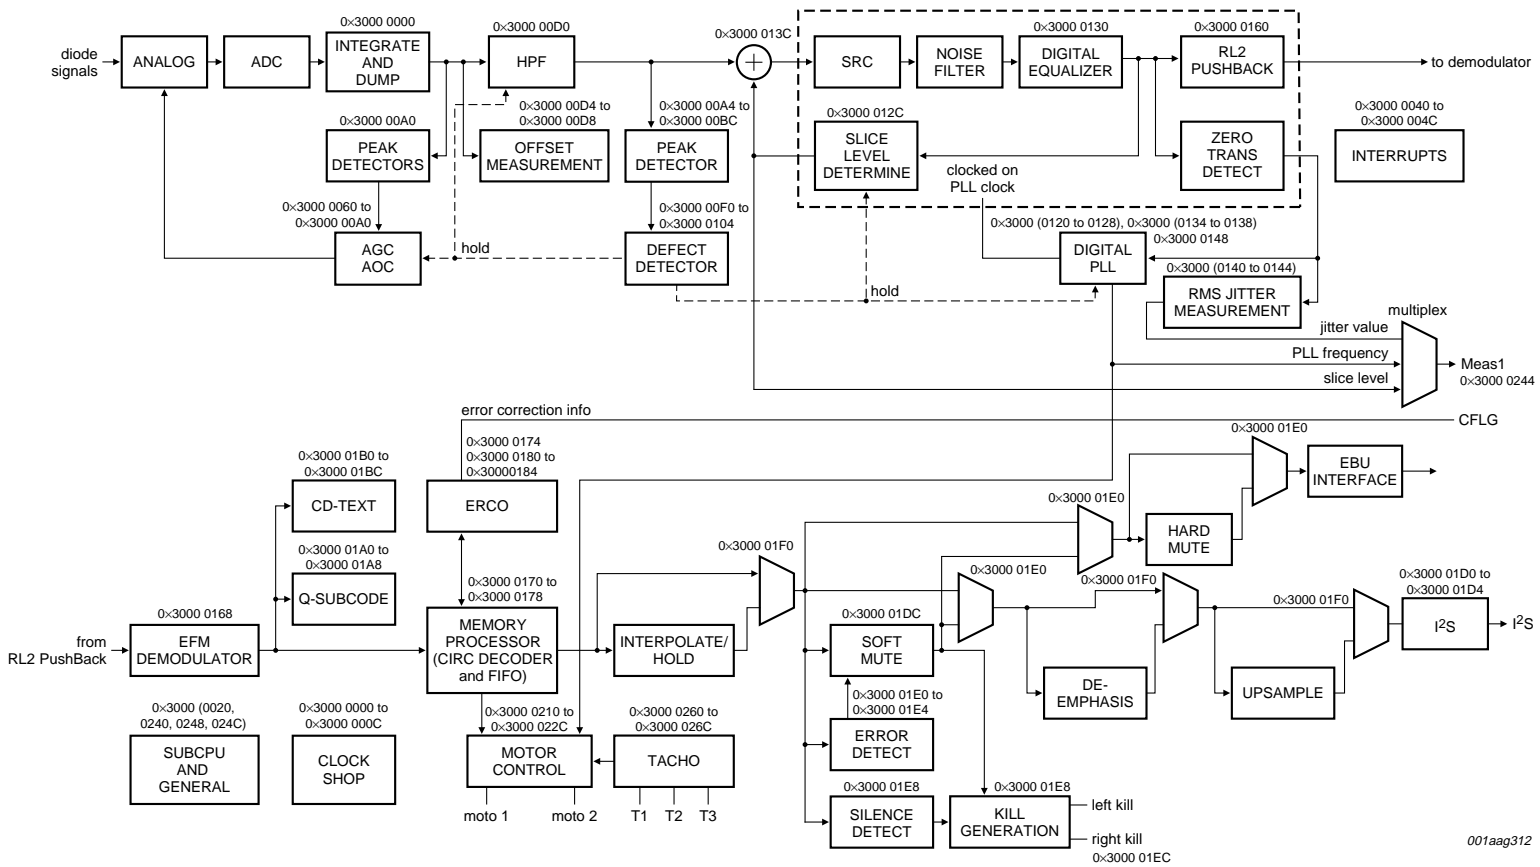 diode
signals
ANALOG
ADC
0×3000 0000
INTEGRATE
AND
DUMP
0×3000 00D0
HPF
0×3000 013C
+
SRC
NOISE
FILTER
0×3000 0130
DIGITAL
EQUALIZER
0×3000 0160
RL2
PUSHBACK
to demodulator
0×3000 00A0
PEAK
DETECTORS
0×3000 00D4 to
0×3000 00D8
OFFSET
MEASUREMENT
0×3000 00A4 to
0×3000 00BC
PEAK
DETECTOR
0×3000 012C
SLICE
LEVEL
DETERMINE
clocked on
PLL clock
ZERO
TRANS
DETECT
0×3000 0040 to
0×3000 004C
INTERRUPTS
0×3000 0060 to
0×3000 00A0
AGC
AOC
hold
0×3000 00F0 to
0×3000 0104
DEFECT
DETECTOR
hold
0×3000 (0120 to 0128), 0×3000 (0134 to 0138)
0×3000 0148
DIGITAL
PLL
0×3000 (0140 to 0144)
RMS JITTER
MEASUREMENT
multiplex
jitter value
PLL frequency
slice level
Meas1
0×3000 0244
error correction info
CFLG
0×3000 01B0 to
0×3000 01BC
CD-TEXT
0×3000 0174
0×3000 0180 to
0×30000184
ERCO
0×3000 01E0
EBU
INTERFACE
0×3000 01E0
HARD
MUTE
0×3000 01A0 to
0×3000 01A8
Q-SUBCODE
0×3000 0170 to
0×3000 0178
0×3000 01F0
0×3000 01E0
0×3000 01F0
0×3000 01F0
0×3000 01D0 to
0×3000 01D4
I2S
I2S
from
RL2 PushBack
0×3000 0168
EFM
DEMODULATOR
MEMORY
PROCESSOR
(CIRC DECODER
and FIFO)
INTERPOLATE/
HOLD
0×3000 01DC
SOFT
MUTE
DE-
EMPHASIS
UPSAMPLE
0×3000 (0020,
0240, 0248, 024C)
SUBCPU
AND
GENERAL
0×3000 0000 to
0×3000 000C
CLOCK
SHOP
0×3000 0210 to
0×3000 022C
MOTOR
CONTROL
moto 1
moto 2
0×3000 0260 to
0×3000 026C
TACHO
T1
T2
T3
0×3000 01E0 to
0×3000 01E4
ERROR
DETECT
0×3000 01E8
SILENCE
DETECT
0×3000 01E8
KILL
GENERATION
left kill
right kill
0×3000 01EC
001aag312